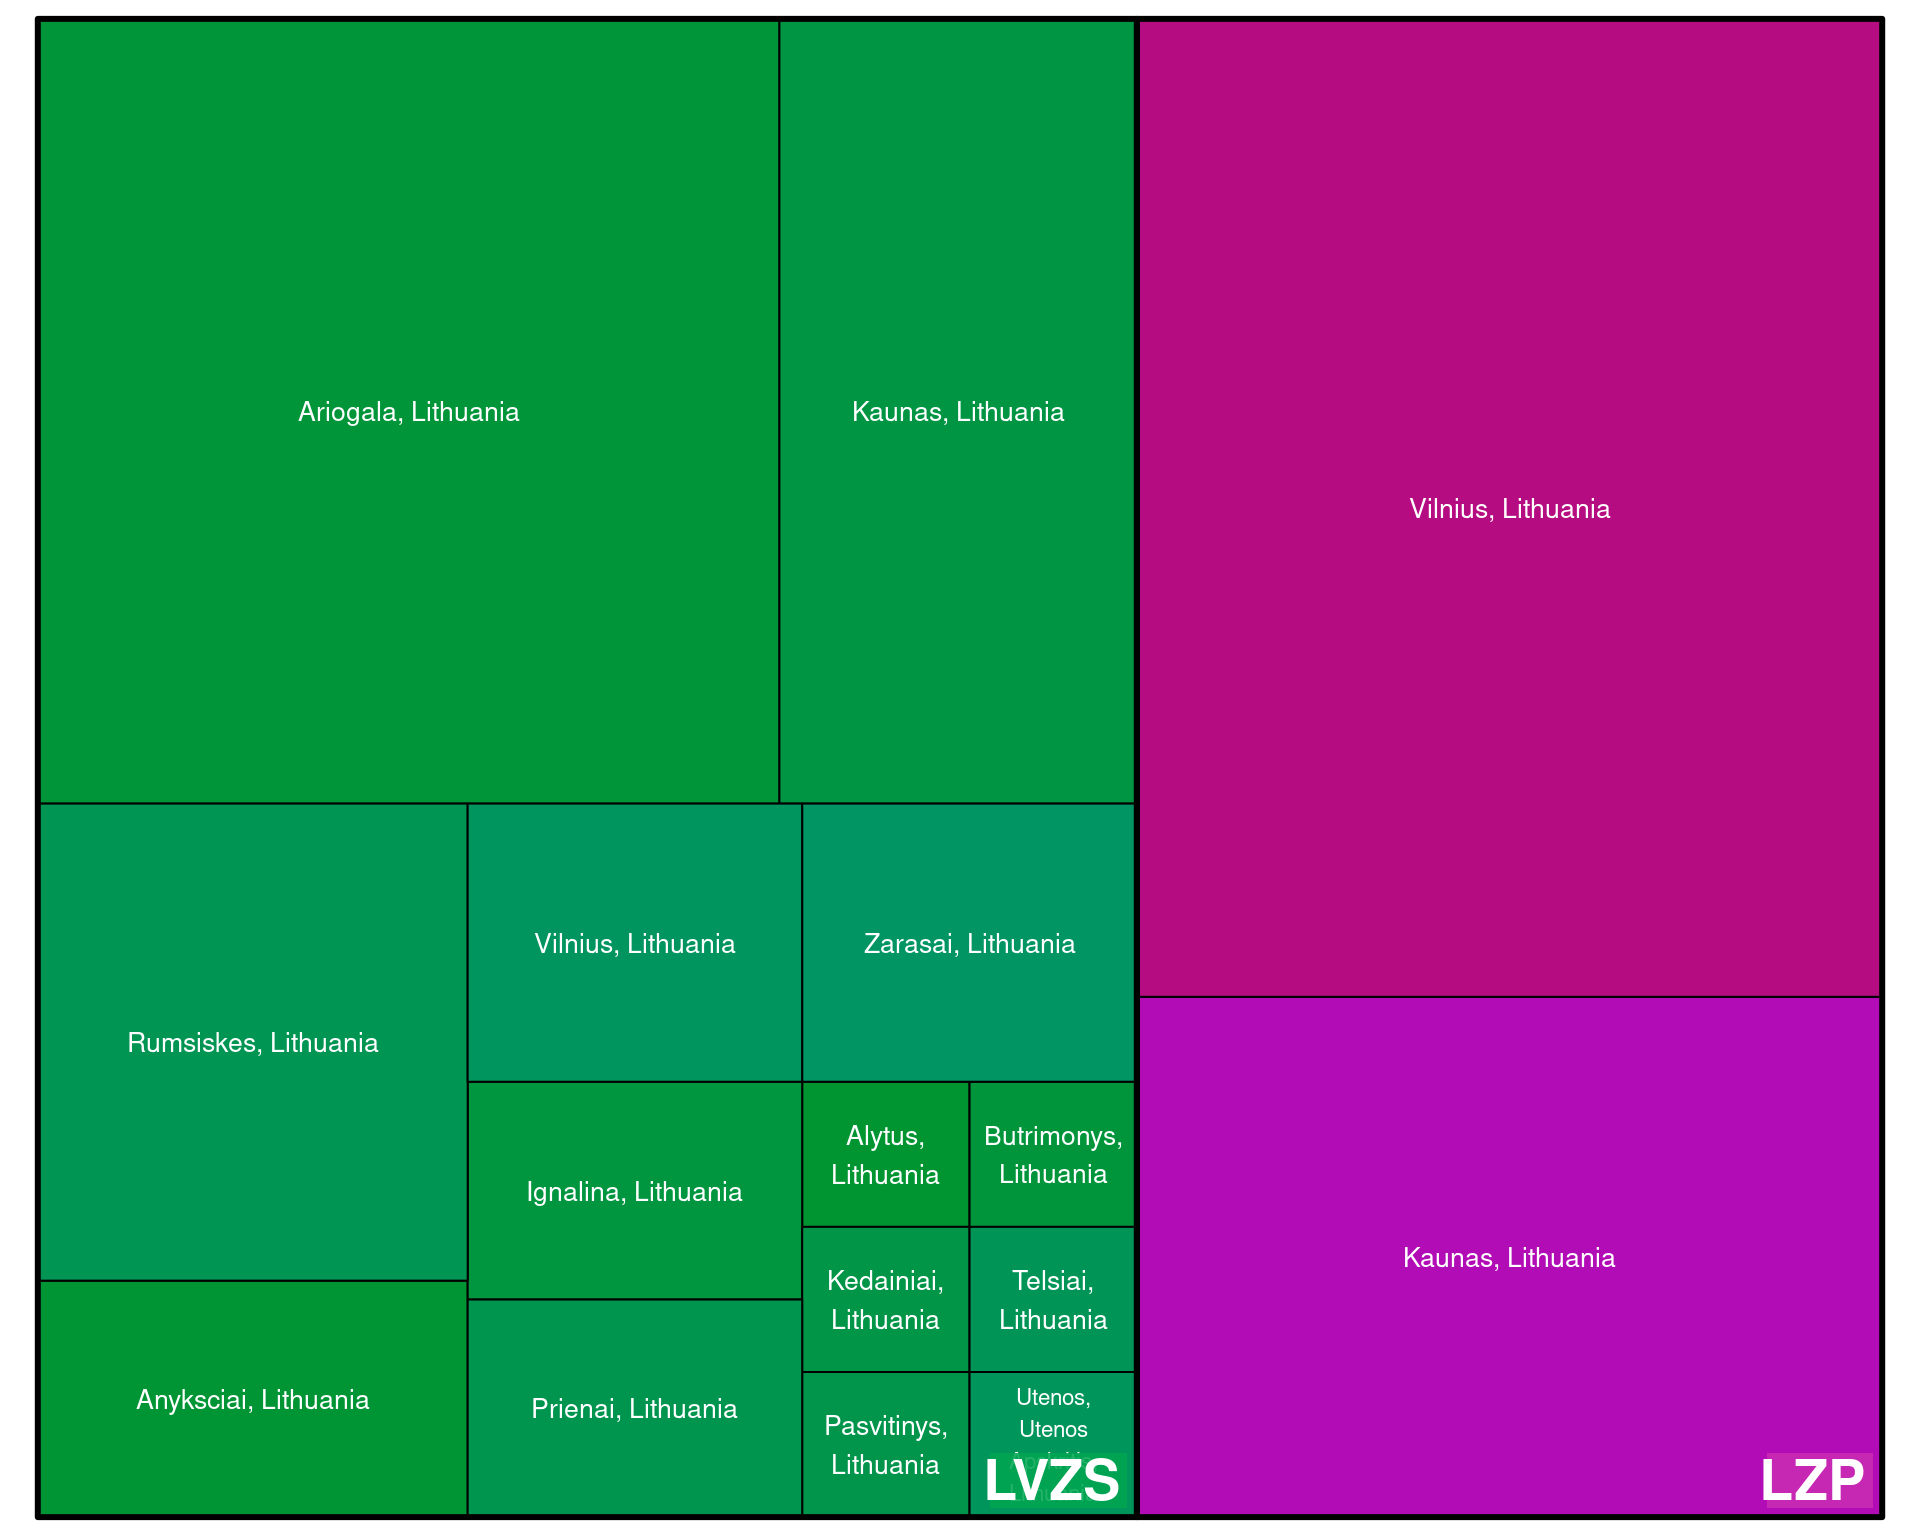 Ariogala, Lithuania
Kaunas, Lithuania
Vilnius, Lithuania
Rumsiskes, Lithuania
Vilnius, Lithuania
Zarasai, Lithuania
Ignalina, Lithuania
Alytus,
Lithuania
Butrimonys,
Lithuania
Kedainiai,
Lithuania
Telsiai,
Lithuania
Kaunas, Lithuania
Anyksciai, Lithuania
Prienai, Lithuania
Pasvitinys,
Lithuania
Utenos,
Utenos
LVZS
LZP